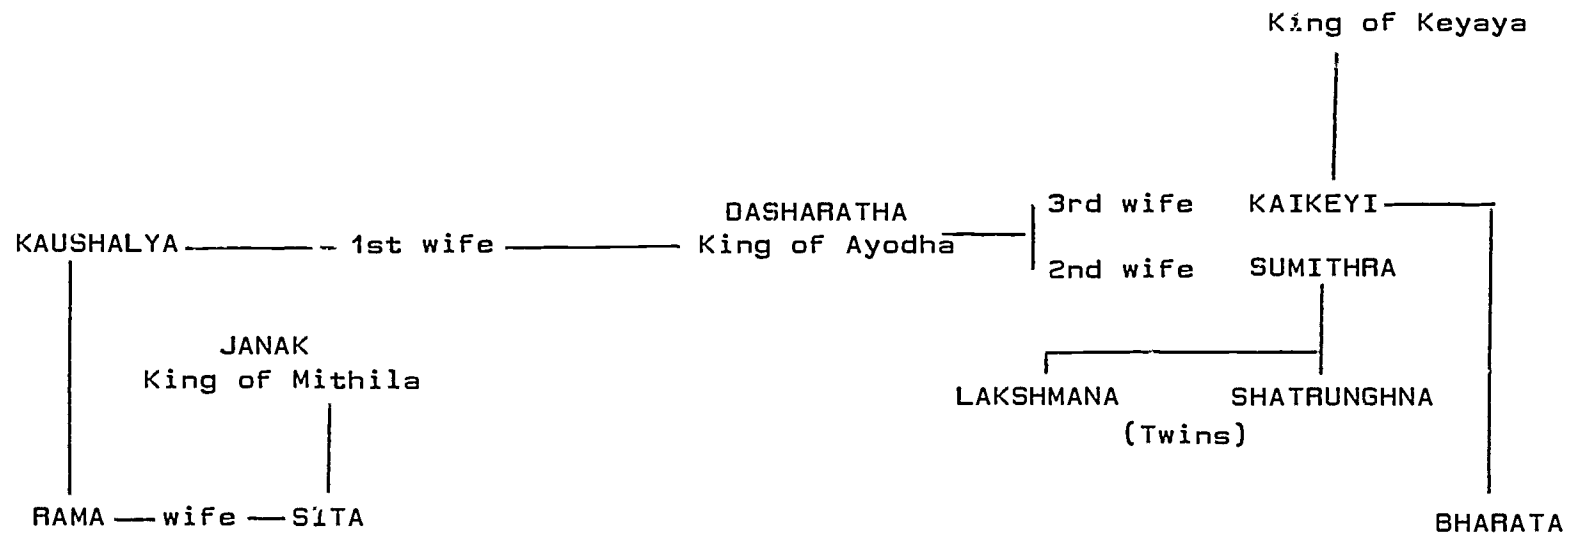 King of Keyaya
DASHARATHA
3rd wife KAIKEYI
KAUSHALYA 1st wife King of Ayodha
2nd wife SUMITHRA
JANAK
King of Mithila
LAKSHMANA SHATRUNGHNA
(Twins)
RAMA wife SITA
BHARATA